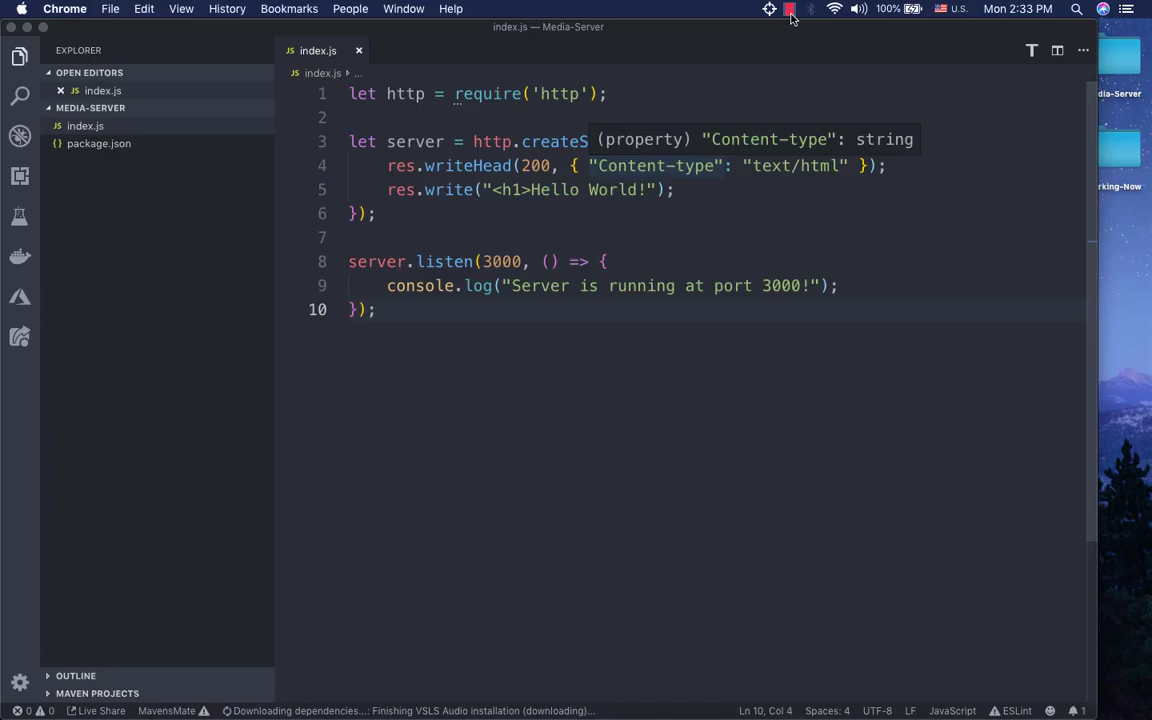 Chrome File Edit View History Bookmarks People Window Help 100% U.S. Mon 2:33 PM
index.js — Media-Server
EXPLORER
index.js
OPEN EDITORS
index.js
index.js ...
MEDIA-SERVER
index.js
package.json
1 let http = require('http');
2
3 let server = http.createS
(property) "Content-type": string
4 res.writeHead(200, { "Content-type": "text/html" });
5 res.write("<h1>Hello World!");
6 });
7
8 server.listen(3000, () => {
9 console.log("Server is running at port 3000!");
10 });
dia-Server
rking-Now
OUTLINE
MAVEN PROJECTS
0 0 Live Share MavensMate Downloading dependencies...: Finishing VSLS Audio installation (downloading)... Ln 10, Col 4 Spaces: 4 UTF-8 LF JavaScript ESLint 1